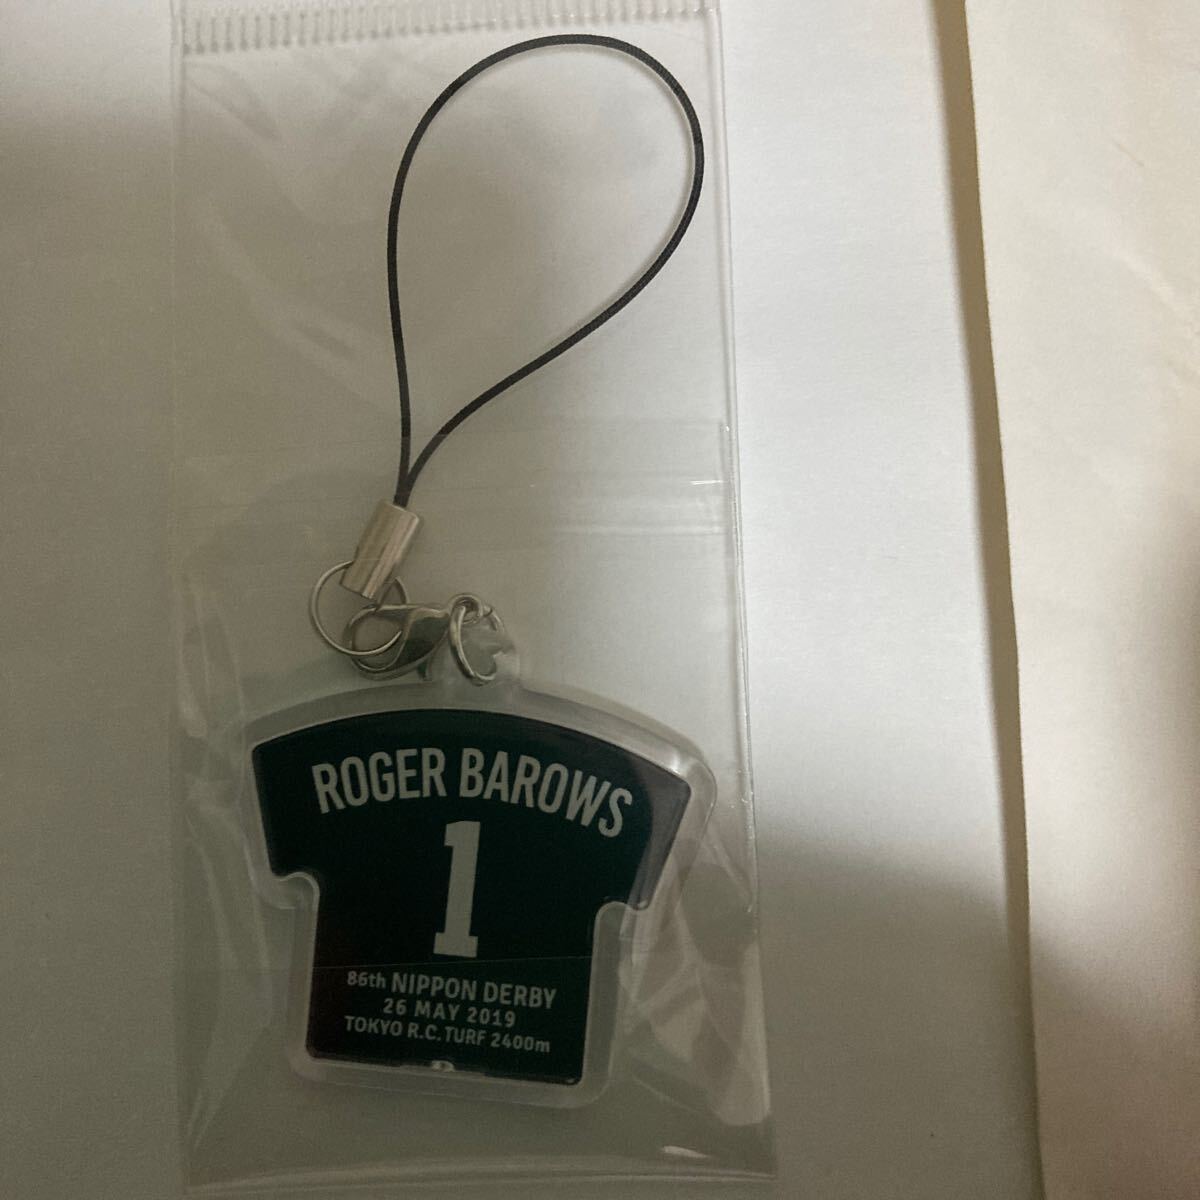 ROGER BAROWS
1
86th NIPPON DERBY
26 MAY 2019
TOKYO R.C. TURF 2400m